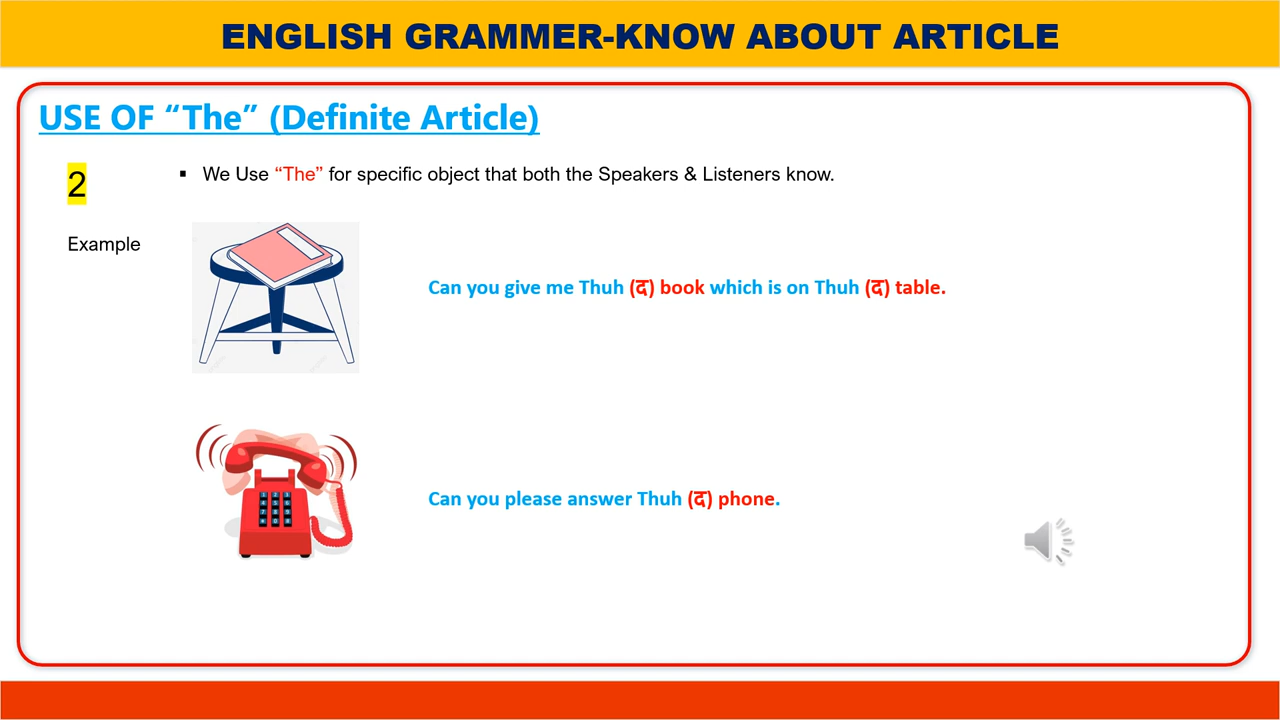 ENGLISH GRAMMER-KNOW ABOUT ARTICLE
USE OF “The” (Definite Article)
2
▪ We Use “The” for specific object that both the Speakers & Listeners know.
Example
Can you give me Thuh (द) book which is on Thuh (द) table.
Can you please answer Thuh (द) phone.